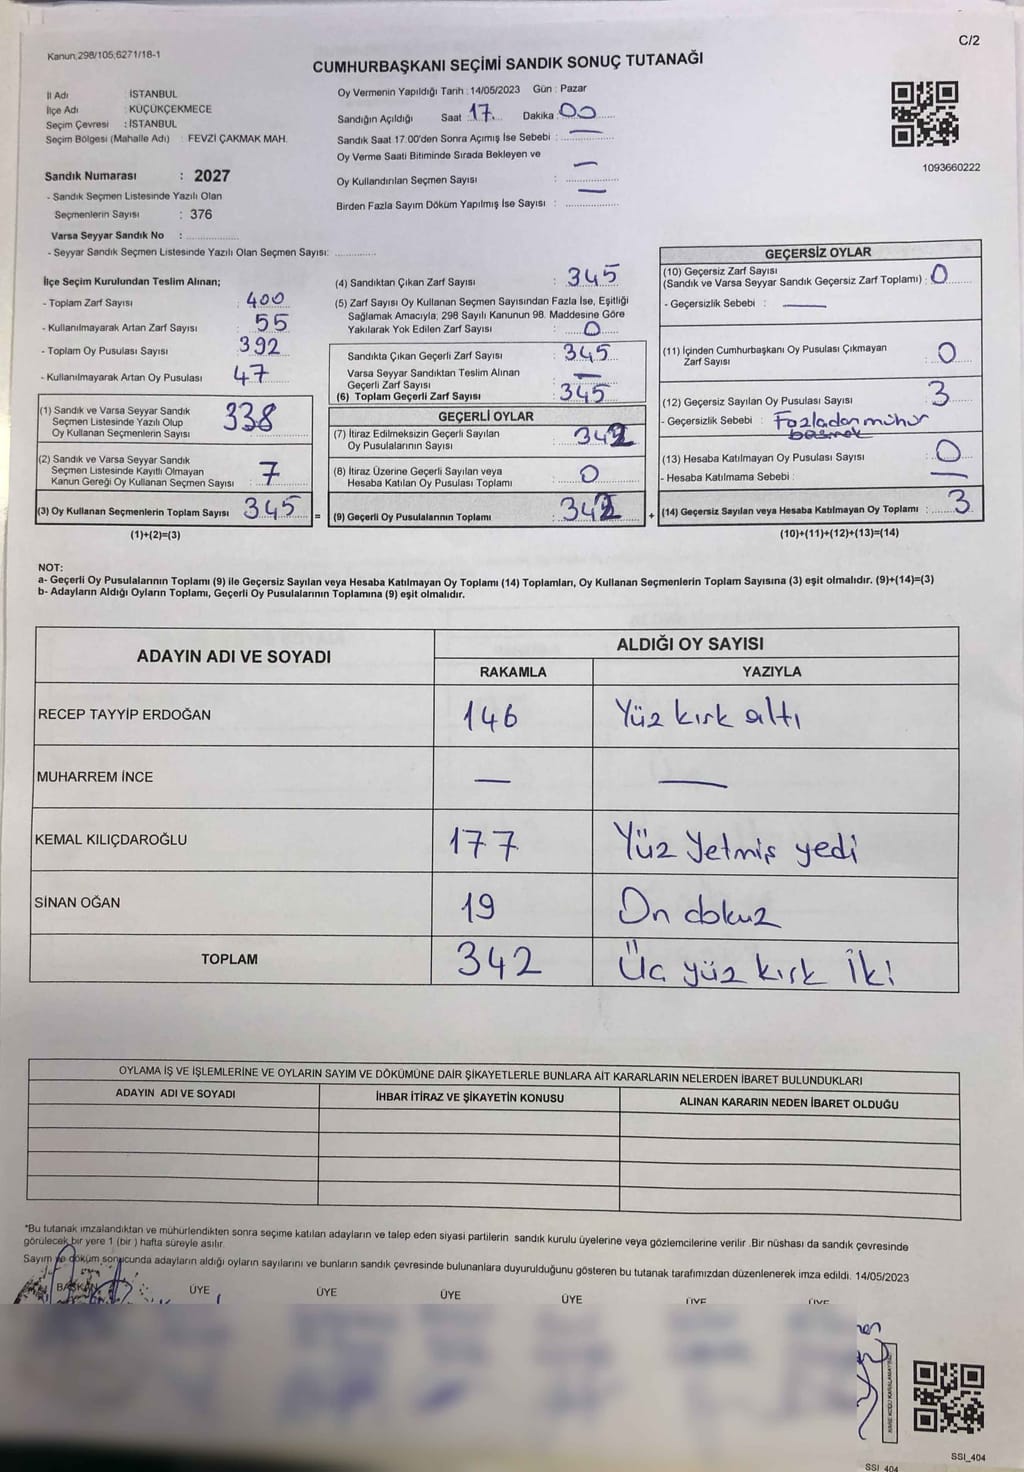 Kanun,298/105,6271/18-1
C/2
CUMHURBAŞKANI SEÇİMİ SANDIK SONUÇ TUTANAĞI
İl Adı : İSTANBUL
İlçe Adı : KÜÇÜKÇEKMECE
Seçim Çevresi : İSTANBUL
Seçim Bölgesi (Mahalle Adı) : FEVZİ ÇAKMAK MAH.
Sandık Numarası : 2027
- Sandık Seçmen Listesinde Yazılı Olan
Seçmenlerin Sayısı : 376
Varsa Seyyar Sandık No : ..................
- Seyyar Sandık Seçmen Listesinde Yazılı Olan Seçmen Sayısı: ..............
Oy Vermenin Yapıldığı Tarih : 14/05/2023 Gün : Pazar
Sandığın Açıldığı Saat : 17 Dakika : 00
Sandık Saat 17.00'den Sonra Açımış İse Sebebi : —
Oy Verme Saati Bitiminde Sırada Bekleyen ve
Oy Kullandırılan Seçmen Sayısı : —
Birden Fazla Sayım Döküm Yapılmış İse Sayısı : —
1093660222
İlçe Seçim Kurulundan Teslim Alınan;
- Toplam Zarf Sayısı : 400
- Kullanılmayarak Artan Zarf Sayısı : 55
- Toplam Oy Pusulası Sayısı : 392
- Kullanılmayarak Artan Oy Pusulası : 47
(1) Sandık ve Varsa Seyyar Sandık
Seçmen Listesinde Yazılı Olup
Oy Kullanan Seçmenlerin Sayısı : 338
(2) Sandık ve Varsa Seyyar Sandık
Seçmen Listesinde Kayıtlı Olmayan
Kanun Gereği Oy Kullanan Seçmen Sayısı : 7
(3) Oy Kullanan Seçmenlerin Toplam Sayısı 345 =
(1)+(2)=(3)
(4) Sandıktan Çıkan Zarf Sayısı : 345
(5) Zarf Sayısı Oy Kullanan Seçmen Sayısından Fazla İse, Eşitliği
Sağlamak Amacıyla, 298 Sayılı Kanunun 98. Maddesine Göre
Yakılarak Yok Edilen Zarf Sayısı : 0
Sandıkta Çıkan Geçerli Zarf Sayısı : 345
Varsa Seyyar Sandıktan Teslim Alınan
Geçerli Zarf Sayısı : —
(6) Toplam Geçerli Zarf Sayısı : 345
GEÇERLİ OYLAR
(7) İtiraz Edilmeksizin Geçerli Sayılan
Oy Pusulalarının Sayısı : 342
(8) İtiraz Üzerine Geçerli Sayılan veya
Hesaba Katılan Oy Pusulası Toplamı : 0
(9) Geçerli Oy Pusulalarının Toplamı : 342 +
GEÇERSİZ OYLAR
(10) Geçersiz Zarf Sayısı
(Sandık ve Varsa Seyyar Sandık Geçersiz Zarf Toplamı) : 0
- Geçersizlik Sebebi : —
(11) İçinden Cumhurbaşkanı Oy Pusulası Çıkmayan
Zarf Sayısı : 0
(12) Geçersiz Sayılan Oy Pusulası Sayısı : 3
- Geçersizlik Sebebi : Fazladan mühür
basmak
(13) Hesaba Katılmayan Oy Pusulası Sayısı : 0
- Hesaba Katılmama Sebebi : —
(14) Geçersiz Sayılan veya Hesaba Katılmayan Oy Toplamı : 3
(10)+(11)+(12)+(13)=(14)
NOT:
a- Geçerli Oy Pusulalarının Toplamı (9) ile Geçersiz Sayılan veya Hesaba Katılmayan Oy Toplamı (14) Toplamları, Oy Kullanan Seçmenlerin Toplam Sayısına (3) eşit olmalıdır. (9)+(14)=(3)
b- Adayların Aldığı Oyların Toplamı, Geçerli Oy Pusulalarının Toplamına (9) eşit olmalıdır.
ADAYIN ADI VE SOYADI
ALDIĞI OY SAYISI
RAKAMLA YAZIYLA
RECEP TAYYİP ERDOĞAN 146 Yüz kırk altı
MUHARREM İNCE — —
KEMAL KILIÇDAROĞLU 177 Yüz Yetmiş yedi
SİNAN OĞAN 19 On dokuz
TOPLAM 342 Üç yüz kırk İki
OYLAMA İŞ VE İŞLEMLERİNE VE OYLARIN SAYIM VE DÖKÜMÜNE DAİR ŞİKAYETLERLE BUNLARA AİT KARARLARIN NELERDEN İBARET BULUNDUKLARI
ADAYIN ADI VE SOYADI İHBAR İTİRAZ VE ŞİKAYETİN KONUSU ALINAN KARARIN NEDEN İBARET OLDUĞU
*Bu tutanak imzalandıktan ve mühürlendikten sonra seçime katılan adayların ve talep eden siyasi partilerin sandık kurulu üyelerine veya gözlemcilerine verilir .Bir nüshası da sandık çevresinde
görülecek bir yere 1 (bir ) hafta süreyle asılır.
Sayım ve döküm sonucunda adayların aldığı oyların sayılarını ve bunların sandık çevresinde bulunanlara duyurulduğunu gösteren bu tutanak tarafımızdan düzenlenerek imza edildi. 14/05/2023
BAŞKAN ÜYE ÜYE ÜYE ÜYE ÜYE ÜYE
KARE KODU KARALAMAYINIZ
SSI_404
SSI_404